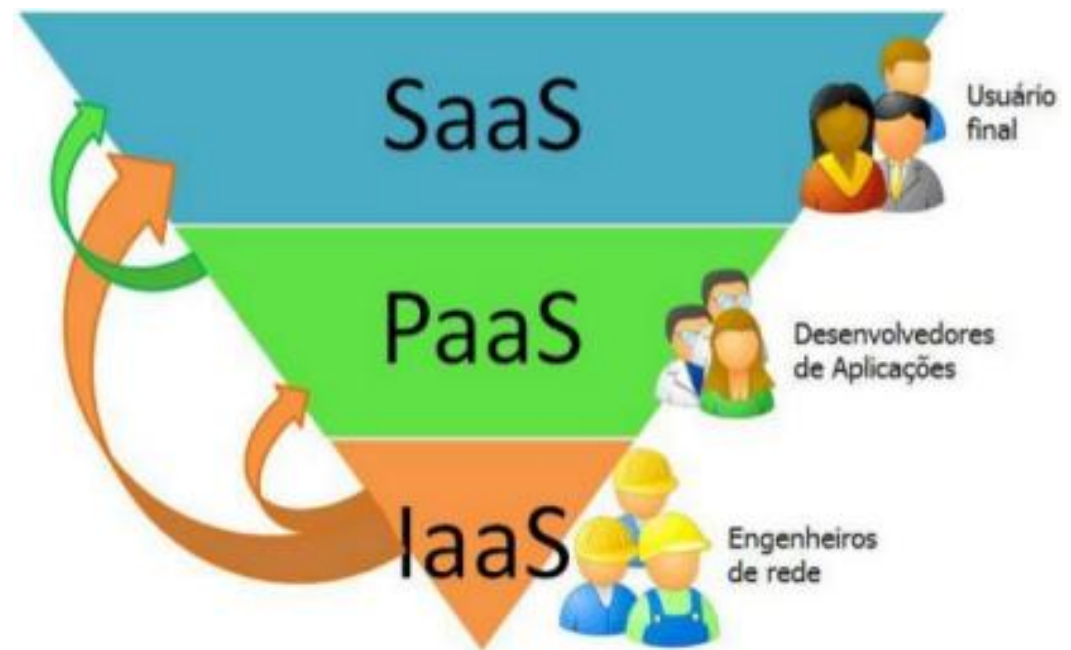 SaaS
Usuário
final
PaaS
Desenvolvedores
de Aplicações
IaaS
Engenheiros
de rede